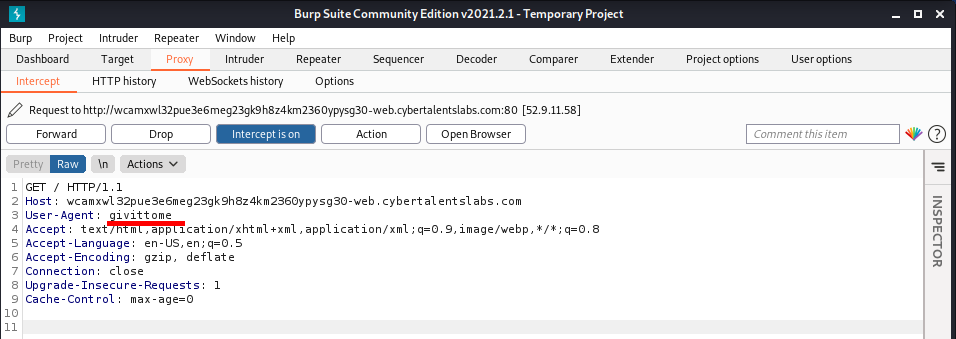 Burp Suite Community Edition v2021.2.1 - Temporary Project
Burp Project Intruder Repeater Window Help
Dashboard Target Proxy Intruder Repeater Sequencer Decoder Comparer Extender Project options User options
Intercept HTTP history WebSockets history Options
Request to http://wcamxwl32pue3e6meg23gk9h8z4km2360ypysg30-web.cybertalentslabs.com:80 [52.9.11.58]
Forward Drop Intercept is on Action Open Browser Comment this item ?
Pretty Raw \n Actions
1 GET / HTTP/1.1
2 Host: wcamxwl32pue3e6meg23gk9h8z4km2360ypysg30-web.cybertalentslabs.com
3 User-Agent: givittome
4 Accept: text/html,application/xhtml+xml,application/xml;q=0.9,image/webp,*/*;q=0.8
5 Accept-Language: en-US,en;q=0.5
6 Accept-Encoding: gzip, deflate
7 Connection: close
8 Upgrade-Insecure-Requests: 1
9 Cache-Control: max-age=0
10
11
INSPECTOR